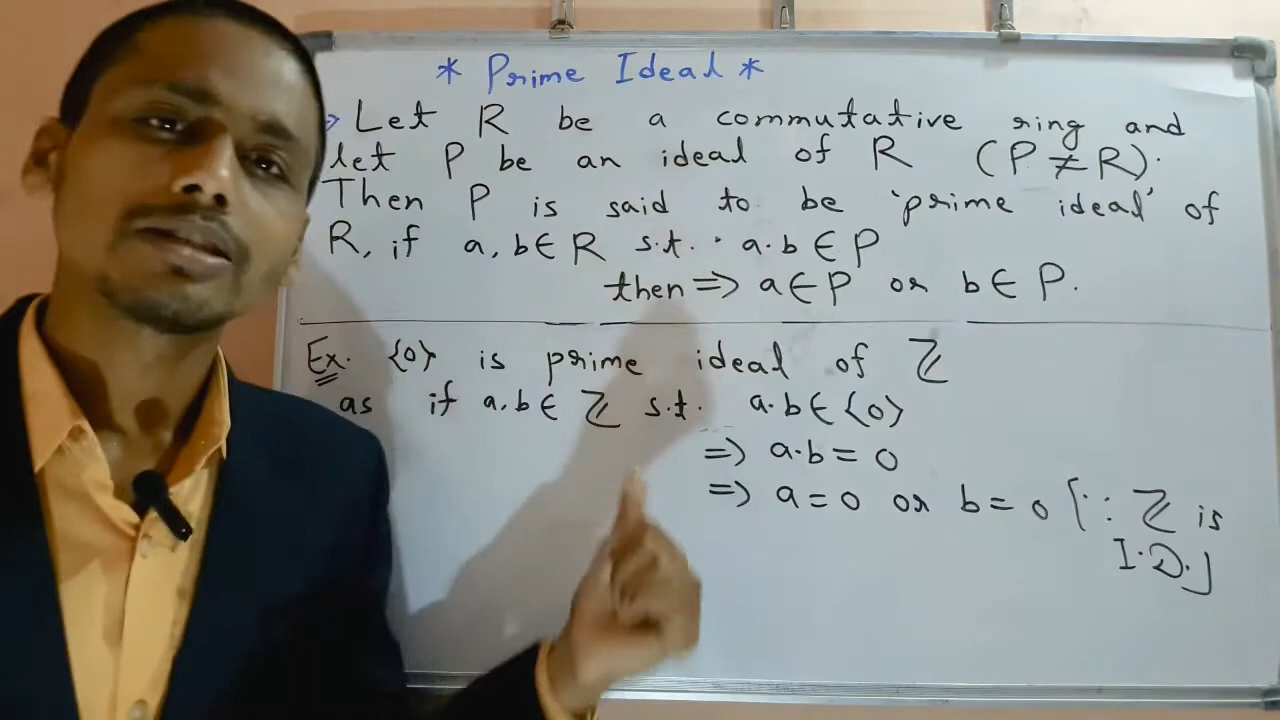 * Prime Ideal *
→ Let R be a commutative ring and
let P be an ideal of R (P ≠ R).
Then P is said to be 'prime ideal' of
R, if a, b ∈ R s.t. a·b ∈ P
then ⇒ a ∈ P or b ∈ P.
Ex. {0} is prime ideal of ℤ
as if a, b ∈ ℤ s.t. a·b ∈ {0}
⇒ a·b = 0
⇒ a = 0 or b = 0 [∵ ℤ is
I.D.]